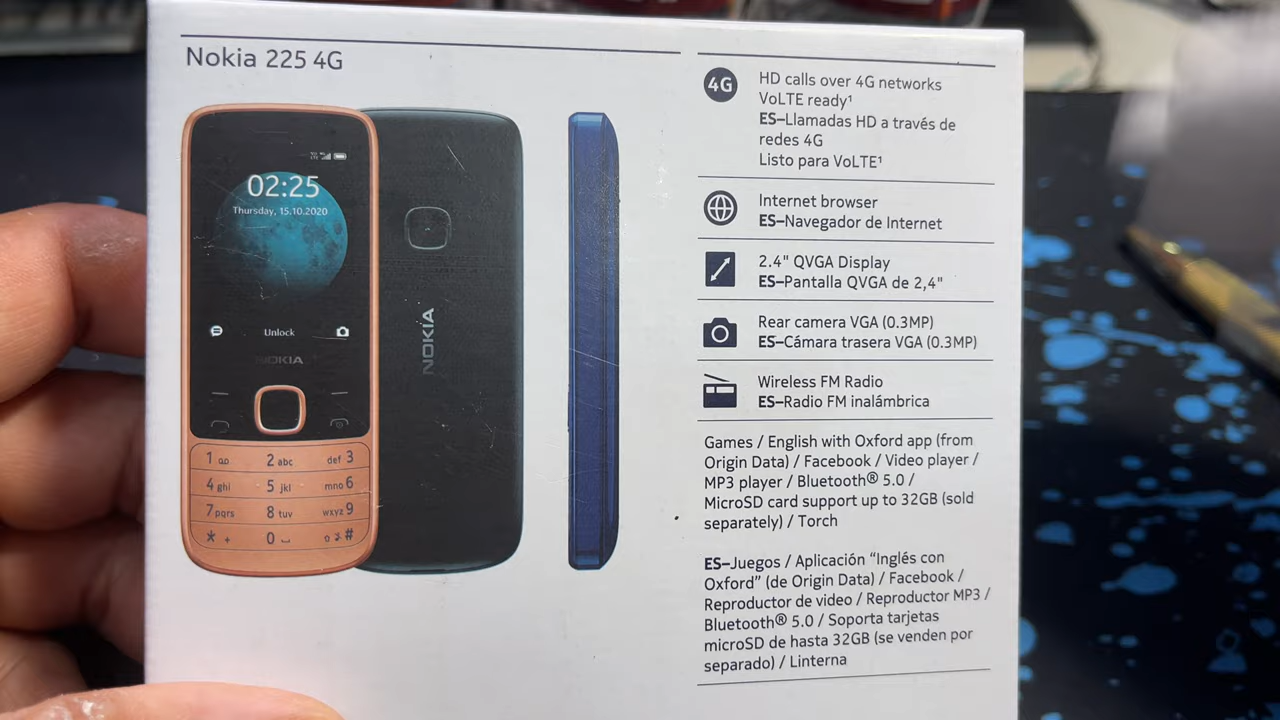 Nokia 225 4G
02:25
Thursday, 15.10.2020
Unlock
NOKIA
1
2 abc
def 3
4 ghi
5 jkl
mno 6
7 pqrs
8 tuv
wxyz 9
* +
0
#
NOKIA
4G
HD calls over 4G networks
VoLTE ready¹
ES–Llamadas HD a través de
redes 4G
Listo para VoLTE¹
Internet browser
ES–Navegador de Internet
2.4" QVGA Display
ES–Pantalla QVGA de 2,4"
Rear camera VGA (0.3MP)
ES–Cámara trasera VGA (0.3MP)
Wireless FM Radio
ES–Radio FM inalámbrica
Games / English with Oxford app (from
Origin Data) / Facebook / Video player /
MP3 player / Bluetooth® 5.0 /
MicroSD card support up to 32GB (sold
separately) / Torch
ES–Juegos / Aplicación “Inglés con
Oxford” (de Origin Data) / Facebook /
Reproductor de video / Reproductor MP3 /
Bluetooth® 5.0 / Soporta tarjetas
microSD de hasta 32GB (se venden por
separado) / Linterna